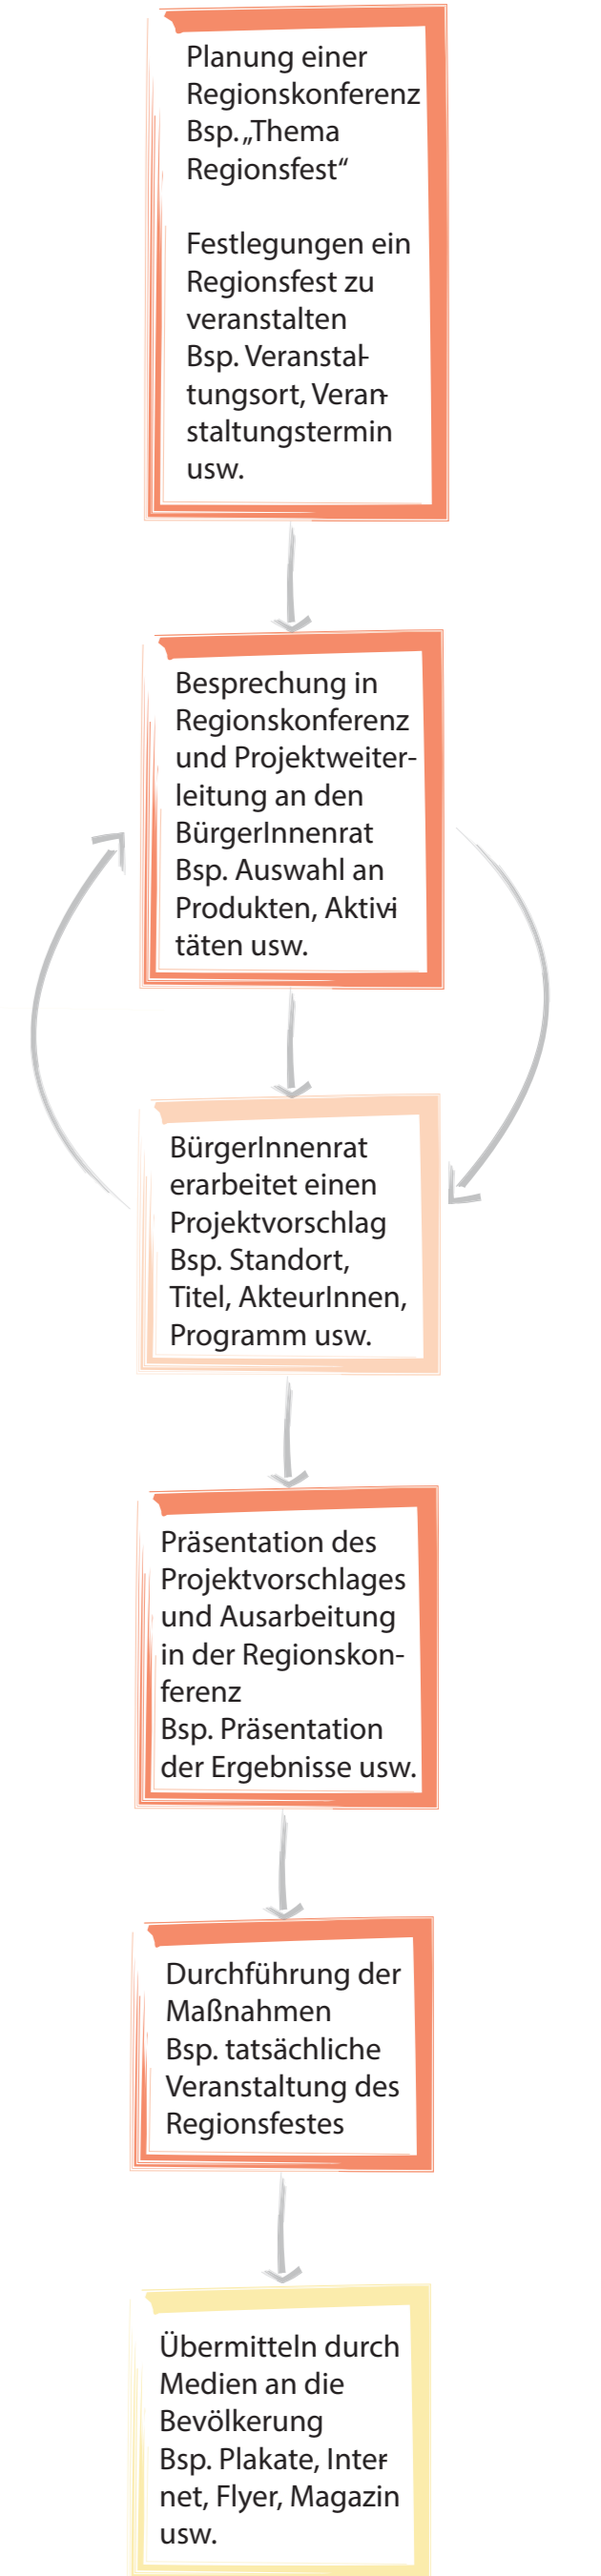 Planung einer
Regionskonferenz
Bsp. „Thema
Regionsfest“
Festlegungen ein
Regionsfest zu
veranstalten
Bsp. Veranstal-
tungsort, Veran-
staltungstermin
usw.
Besprechung in
Regionskonferenz
und Projektweiter-
leitung an den
BürgerInnenrat
Bsp. Auswahl an
Produkten, Aktivi-
täten usw.
BürgerInnenrat
erarbeitet einen
Projektvorschlag
Bsp. Standort,
Titel, AkteurInnen,
Programm usw.
Präsentation des
Projektvorschlages
und Ausarbeitung
in der Regionskon-
ferenz
Bsp. Präsentation
der Ergebnisse usw.
Durchführung der
Maßnahmen
Bsp. tatsächliche
Veranstaltung des
Regionsfestes
Übermitteln durch
Medien an die
Bevölkerung
Bsp. Plakate, Inter-
net, Flyer, Magazin
usw.